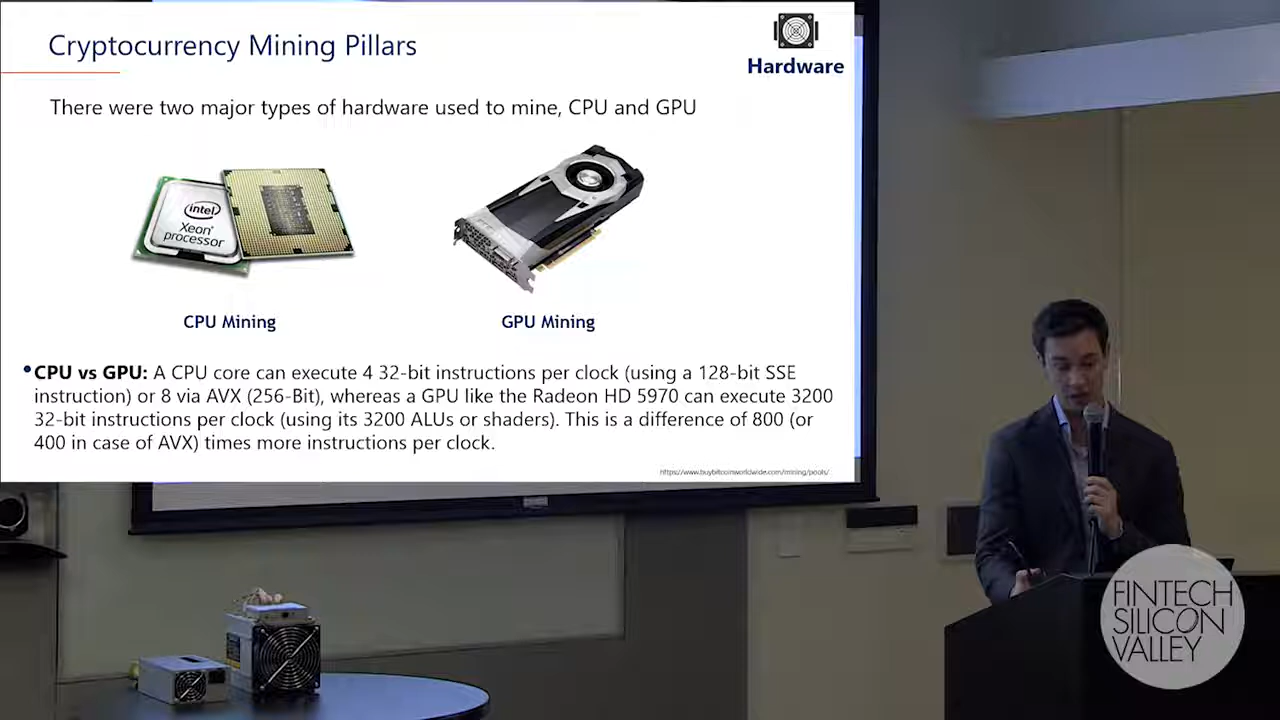 Cryptocurrency Mining Pillars
Hardware
There were two major types of hardware used to mine, CPU and GPU
intel
Xeon®
processor
CPU Mining
GPU Mining
•CPU vs GPU: A CPU core can execute 4 32-bit instructions per clock (using a 128-bit SSE
instruction) or 8 via AVX (256-Bit), whereas a GPU like the Radeon HD 5970 can execute 3200
32-bit instructions per clock (using its 3200 ALUs or shaders). This is a difference of 800 (or
400 in case of AVX) times more instructions per clock.
https://www.buybitcoinworldwide.com/mining/pools/
FINTECH
SILICON
VALLEY